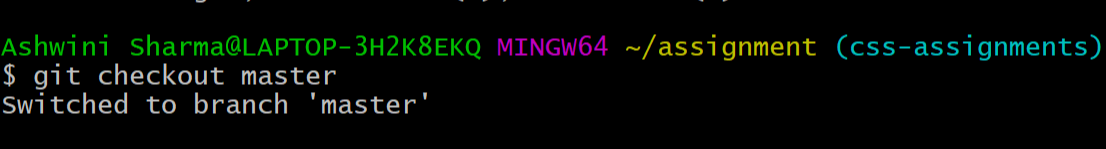 Ashwini Sharma@LAPTOP-3H2K8EKQ MINGW64 ~/assignment (css-assignments)
$ git checkout master
Switched to branch 'master'